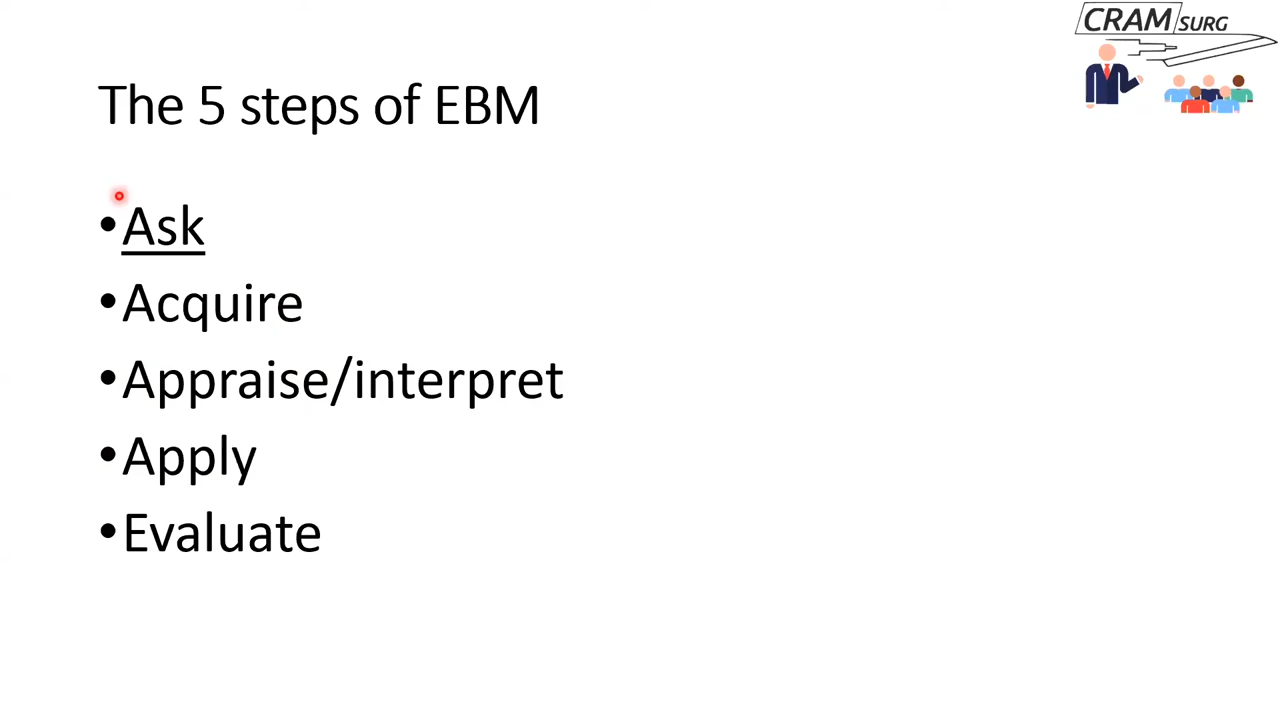 CRAM SURG
The 5 steps of EBM
•Ask
•Acquire
•Appraise/interpret
•Apply
•Evaluate